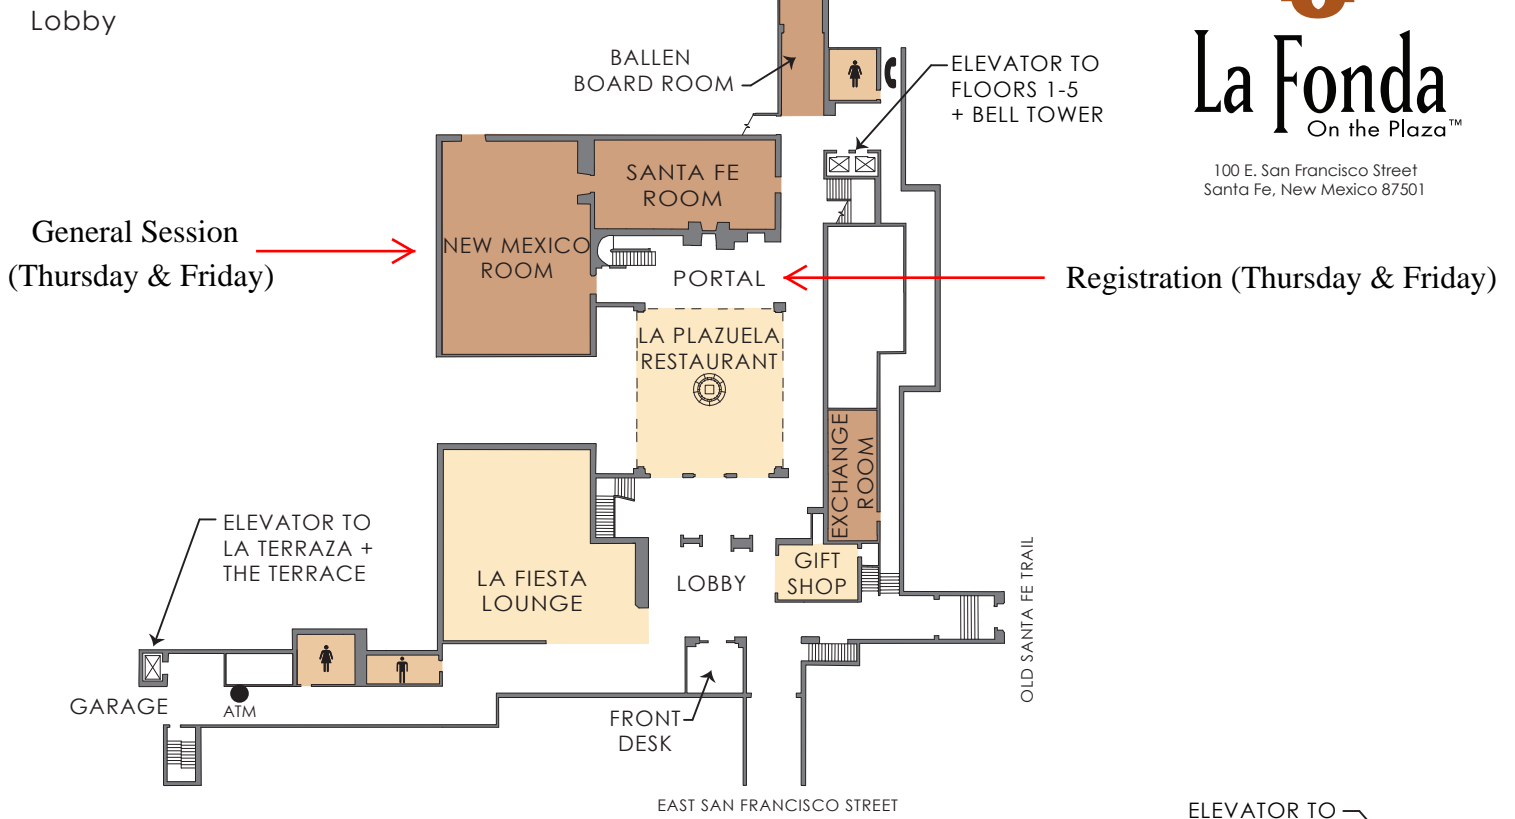 Lobby
BALLEN
BOARD ROOM
ELEVATOR TO
FLOORS 1-5
+ BELL TOWER
La Fonda
On the Plaza™
100 E. San Francisco Street
Santa Fe, New Mexico 87501
SANTA FE
ROOM
General Session
(Thursday & Friday)
NEW MEXICO
ROOM
PORTAL
Registration (Thursday & Friday)
LA PLAZUELA
RESTAURANT
EXCHANGE
ROOM
ELEVATOR TO
LA TERRAZA +
THE TERRACE
LA FIESTA
LOUNGE
LOBBY
GIFT
SHOP
OLD SANTA FE TRAIL
GARAGE
ATM
FRONT
DESK
EAST SAN FRANCISCO STREET
ELEVATOR TO